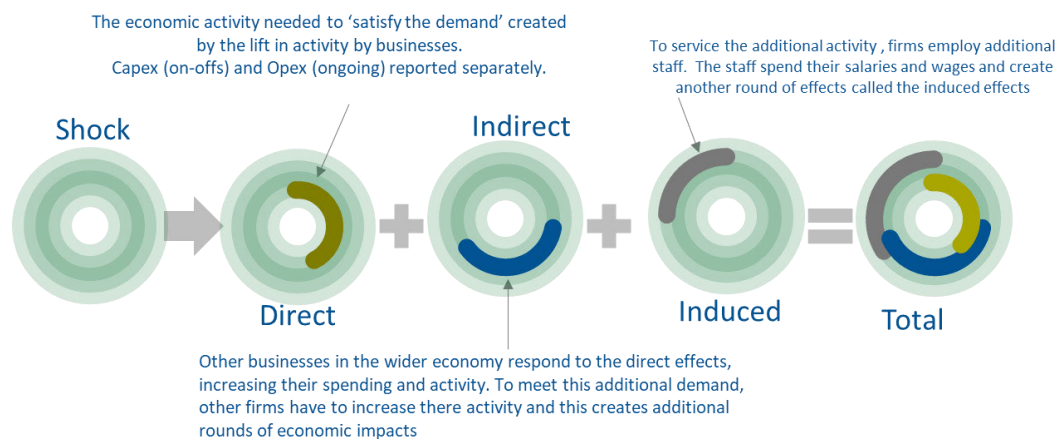 The economic activity needed to ‘satisfy the demand’ created
by the lift in activity by businesses.
Capex (on-offs) and Opex (ongoing) reported separately.
To service the additional activity , firms employ additional
staff.  The staff spend their salaries and wages and create
another round of effects called the induced effects
Shock
Indirect
Direct
Induced
Total
Other businesses in the wider economy respond to the direct effects,
increasing their spending and activity. To meet this additional demand,
other firms have to increase there activity and this creates additional
rounds of economic impacts